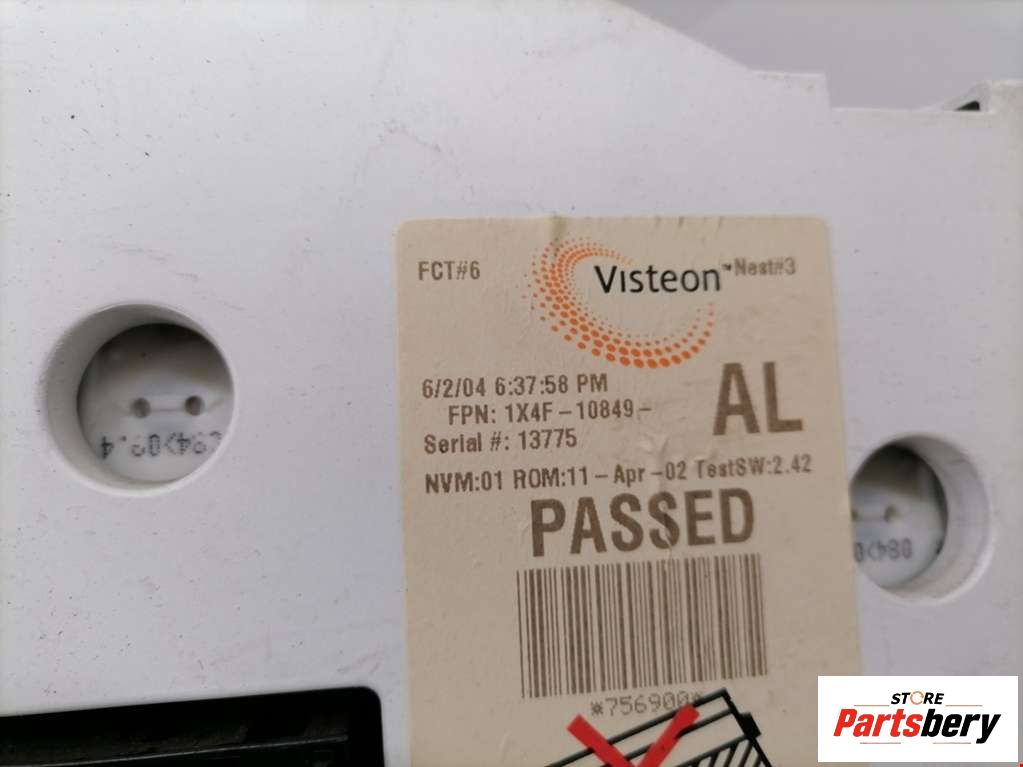 FCT#6
Visteon™ Nest#3
6/2/04 6:37:58 PM
FPN: 1X4F-10849-
AL
Serial #: 13775
NVM:01 ROM:11-Apr-02 TestSW:2.42
PASSED
*756900*
STORE
Partsbery